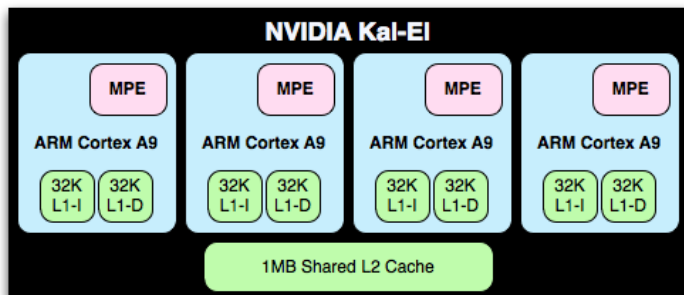 NVIDIA Kal-El
MPE
MPE
MPE
MPE
ARM Cortex A9
ARM Cortex A9
ARM Cortex A9
ARM Cortex A9
32K
L1-I
32K
L1-D
32K
L1-I
32K
L1-D
32K
L1-I
32K
L1-D
32K
L1-I
32K
L1-D
1MB Shared L2 Cache